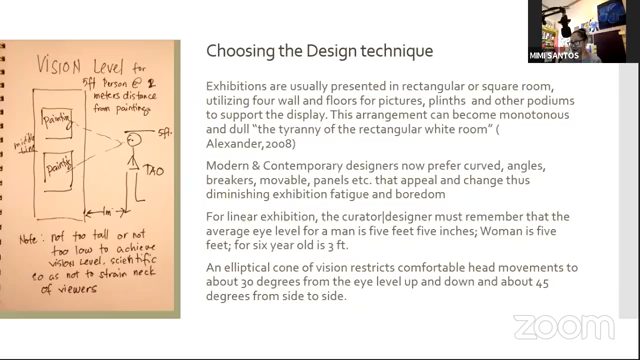 MIMI SANTOS
VISION Level for
5ft Person @ 2
meters distance
from painting
painting
middle
line
painting
5ft.
TAO
1m
Note: not too tall or not
too low to achieve
vision level, scientific
so as not to strain neck
of viewers
Choosing the Design technique
Exhibitions are usually presented in rectangular or square room,
utilizing four wall and floors for pictures, plinths and other podiums
to support the display. This arrangement can become monotonous
and dull “the tyranny of the rectangular white room” (
Alexander,2008)
Modern & Contemporary designers now prefer curved, angles,
breakers, movable, panels etc. that appeal and change thus
diminishing exhibition fatigue and boredom
For linear exhibition, the curator|designer must remember that the
average eye level for a man is five feet five inches; Woman is five
feet; for six year old is 3 ft.
An elliptical cone of vision restricts comfortable head movements to
about 30 degrees from the eye level up and down and about 45
degrees from side to side.
zoom